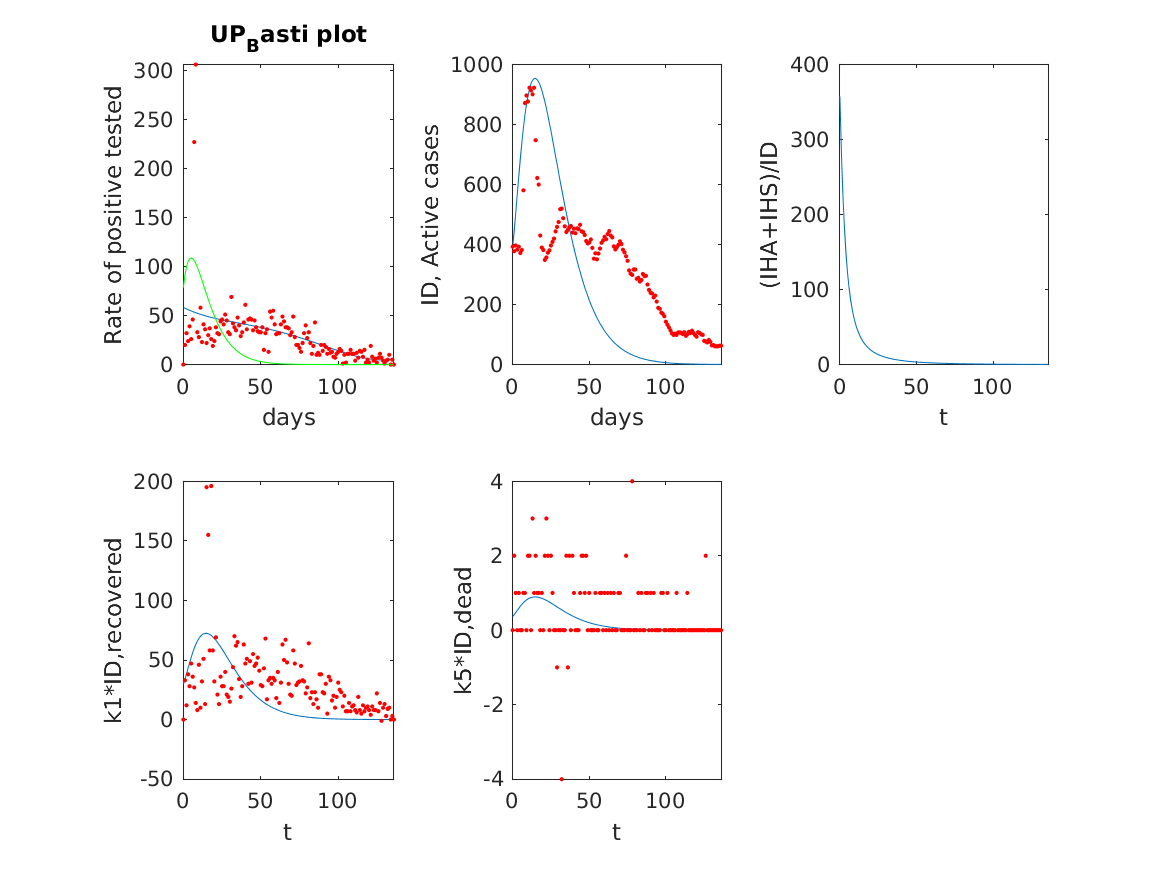 UP_Basti plot
300
250
200
150
100
50
0
Rate of positive tested
0 50 100
days
1000
800
600
400
200
0
ID, Active cases
0 50 100
days
400
300
200
100
0
(IHA+IHS)/ID
0 50 100
t
200
150
100
50
0
-50
k1*ID,recovered
0 50 100
t
4
2
0
-2
-4
k5*ID,dead
0 50 100
t